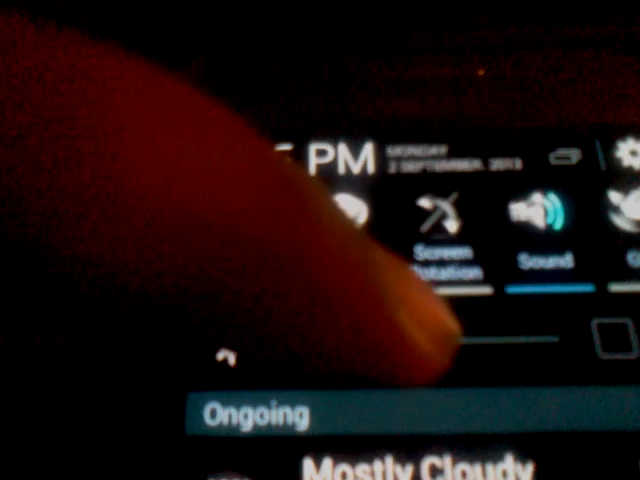 PM
MONDAY
2 SEPTEMBER, 2013
Screen
Rotation
Sound
Ongoing
Mostly Cloudy